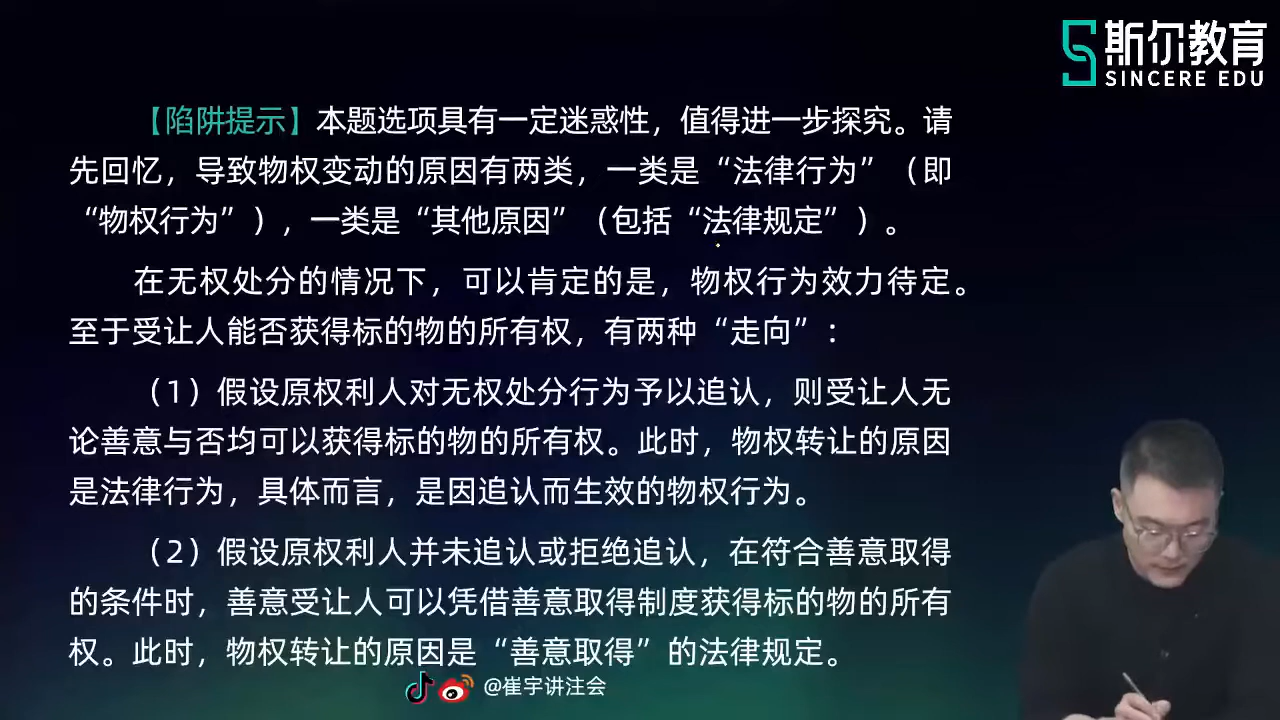 斯尔教育
SINCERE EDU
【陷阱提示】本题选项具有一定迷惑性，值得进一步探究。请
先回忆，导致物权变动的原因有两类，一类是“法律行为”（即
“物权行为”），一类是“其他原因”（包括“法律规定”）。
在无权处分的情况下，可以肯定的是，物权行为效力待定。
至于受让人能否获得标的物的所有权，有两种“走向”：
（1）假设原权利人对无权处分行为予以追认，则受让人无
论善意与否均可以获得标的物的所有权。此时，物权转让的原因
是法律行为，具体而言，是因追认而生效的物权行为。
（2）假设原权利人并未追认或拒绝追认，在符合善意取得
的条件时，善意受让人可以凭借善意取得制度获得标的物的所有
权。此时，物权转让的原因是“善意取得”的法律规定。
@崔宇讲注会